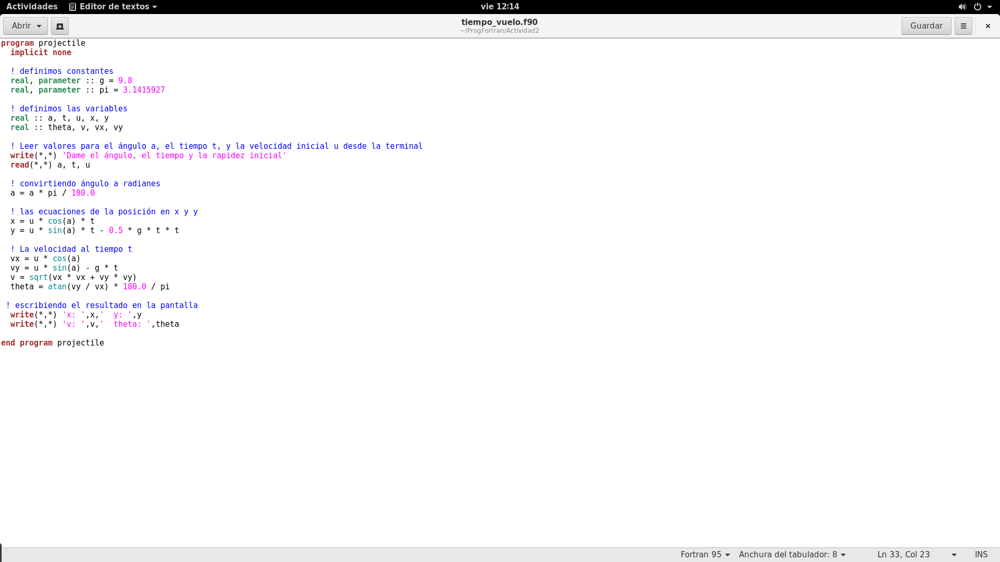 Actividades Editor de textos vie 12:14
Abrir tiempo_vuelo.f90 Guardar
~/ProgFortran/Actividad2
program projectile
  implicit none

  ! definimos constantes
  real, parameter :: g = 9.8
  real, parameter :: pi = 3.1415927

  ! definimos las variables
  real :: a, t, u, x, y
  real :: theta, v, vx, vy

  ! Leer valores para el ángulo a, el tiempo t, y la velocidad inicial u desde la terminal
  write(*,*) 'Dame el ángulo, el tiempo y la rapidez inicial'
  read(*,*) a, t, u

  ! convirtiendo ángulo a radianes
  a = a * pi / 180.0

  ! las ecuaciones de la posición en x y y
  x = u * cos(a) * t
  y = u * sin(a) * t - 0.5 * g * t * t

  ! La velocidad al tiempo t
  vx = u * cos(a)
  vy = u * sin(a) - g * t
  v = sqrt(vx * vx + vy * vy)
  theta = atan(vy / vx) * 180.0 / pi

 ! escribiendo el resultado en la pantalla
  write(*,*) 'x: ',x,'  y: ',y
  write(*,*) 'v: ',v,'  theta: ',theta

end program projectile
Fortran 95 Anchura del tabulador: 8 Ln 33, Col 23 INS